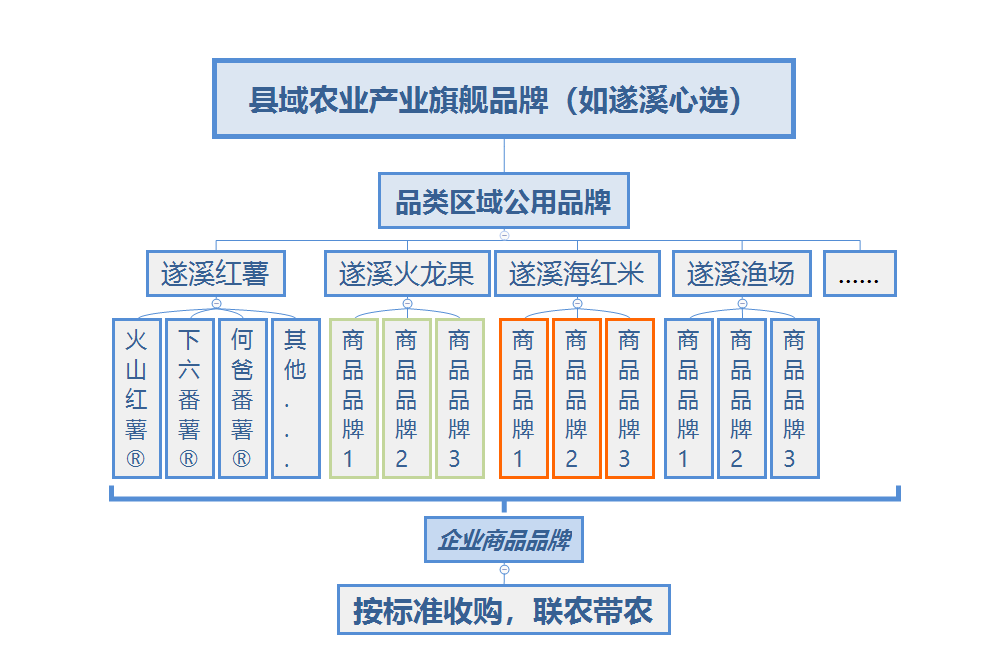 县域农业产业旗舰品牌（如遂溪心选）
品类区域公用品牌
遂溪红薯
遂溪火龙果
遂溪海红米
遂溪渔场
......
火山红薯®
下六番薯®
何爸番薯®
其他...
商品品牌1
商品品牌2
商品品牌3
商品品牌1
商品品牌2
商品品牌3
商品品牌1
商品品牌2
商品品牌3
企业商品品牌
按标准收购，联农带农